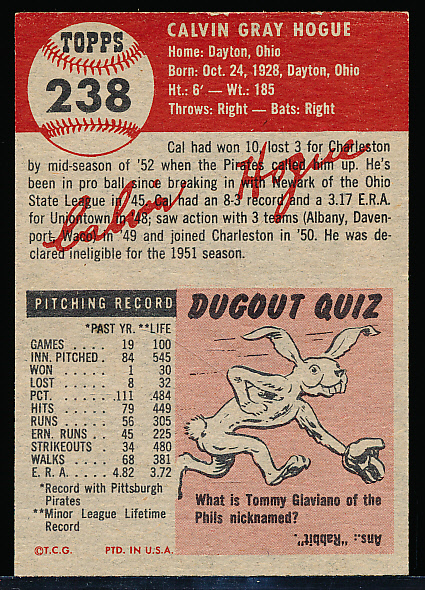 TOPPS
238
CALVIN GRAY HOGUE
Home: Dayton, Ohio
Born: Oct. 24, 1928, Dayton, Ohio
Ht.: 6' — Wt.: 185
Throws: Right — Bats: Right
Cal had won 10, lost 3 for Charleston
by mid-season of '52 when the Pirates called him up. He's
been in pro ball since breaking in with Newark of the Ohio
State League in '45. Cal had an 8-3 record and a 3.17 E.R.A.
for Uniontown in '48; saw action with 3 teams (Albany, Daven-
port, Waco) in '49 and joined Charleston in '50. He was de-
clared ineligible for the 1951 season.
Calvin Hogue
PITCHING RECORD
*PAST YR. **LIFE
GAMES . . . 19 100
INN. PITCHED. 84 545
WON . . . 1 30
LOST . . . 8 32
PCT. . . . .111 .484
HITS . . . 79 449
RUNS . . . 56 305
ERN. RUNS . . 45 225
STRIKEOUTS 34 480
WALKS . . . 68 381
E. R. A. . . . 4.82 3.72
*Record with Pittsburgh
Pirates
**Minor League Lifetime
Record
©T.C.G. PTD. IN U.S.A.
DUGOUT QUIZ
What is Tommy Glaviano of the
Phils nicknamed?
Ans.: "Rabbit".